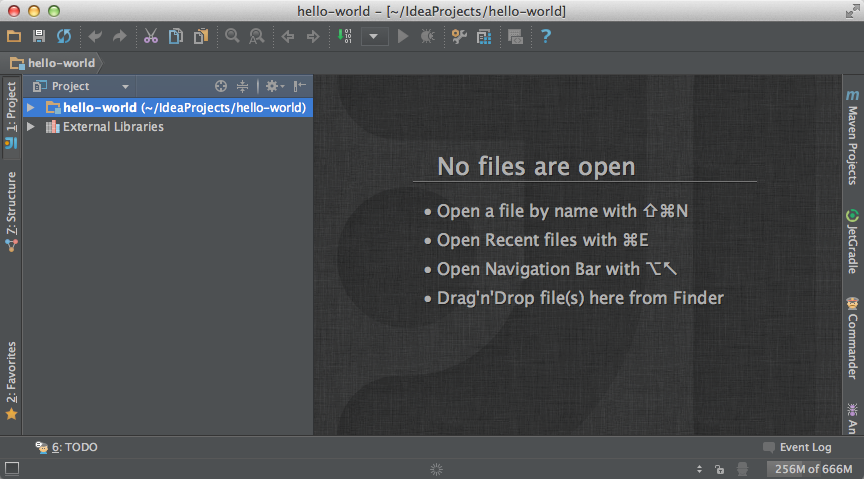 hello-world – [~/IdeaProjects/hello-world]
hello-world
Project
hello-world (~/IdeaProjects/hello-world)
External Libraries
1: Project
Z: Structure
2: Favorites
No files are open
• Open a file by name with ⇧⌘N
• Open Recent files with ⌘E
• Open Navigation Bar with ⌥↖
• Drag'n'Drop file(s) here from Finder
Maven Projects
JetGradle
Commander
An
6: TODO
Event Log
256M of 666M